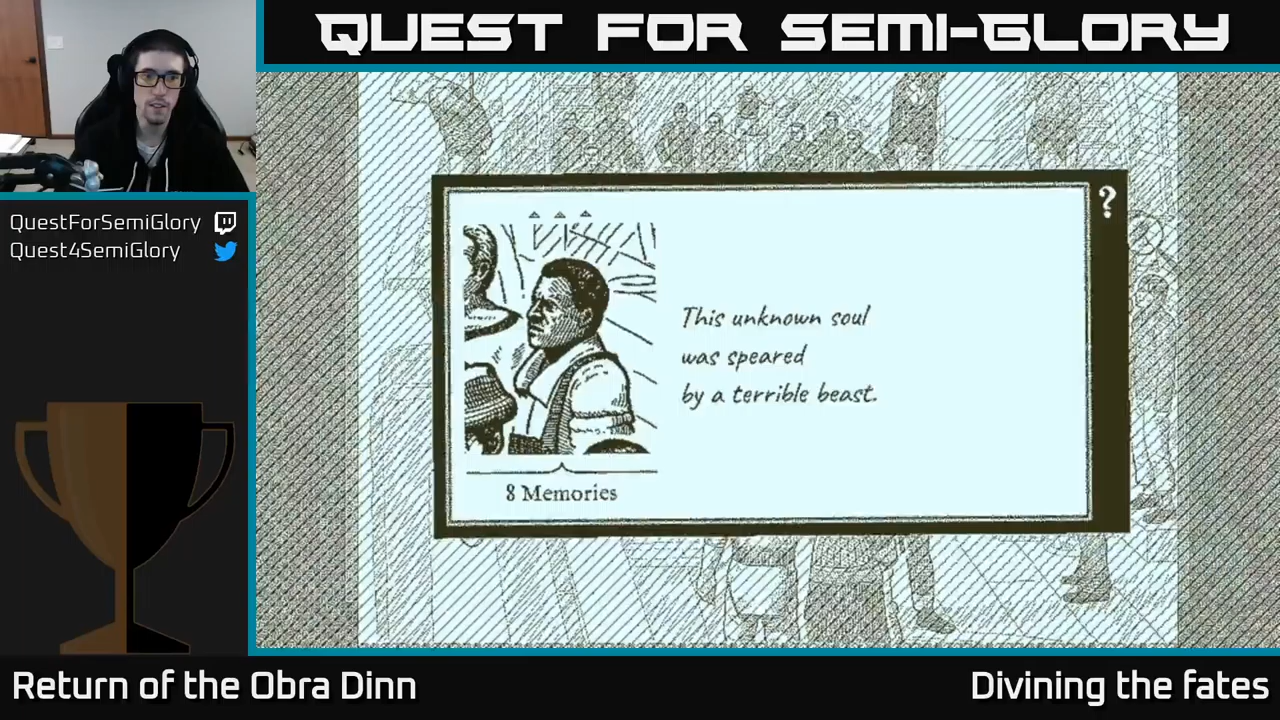 QUEST FOR SEMI-GLORY
QuestForSemiGlory
Quest4SemiGlory
?
This unknown soul
was speared
by a terrible beast.
8 Memories
Return of the Obra Dinn
Divining the fates